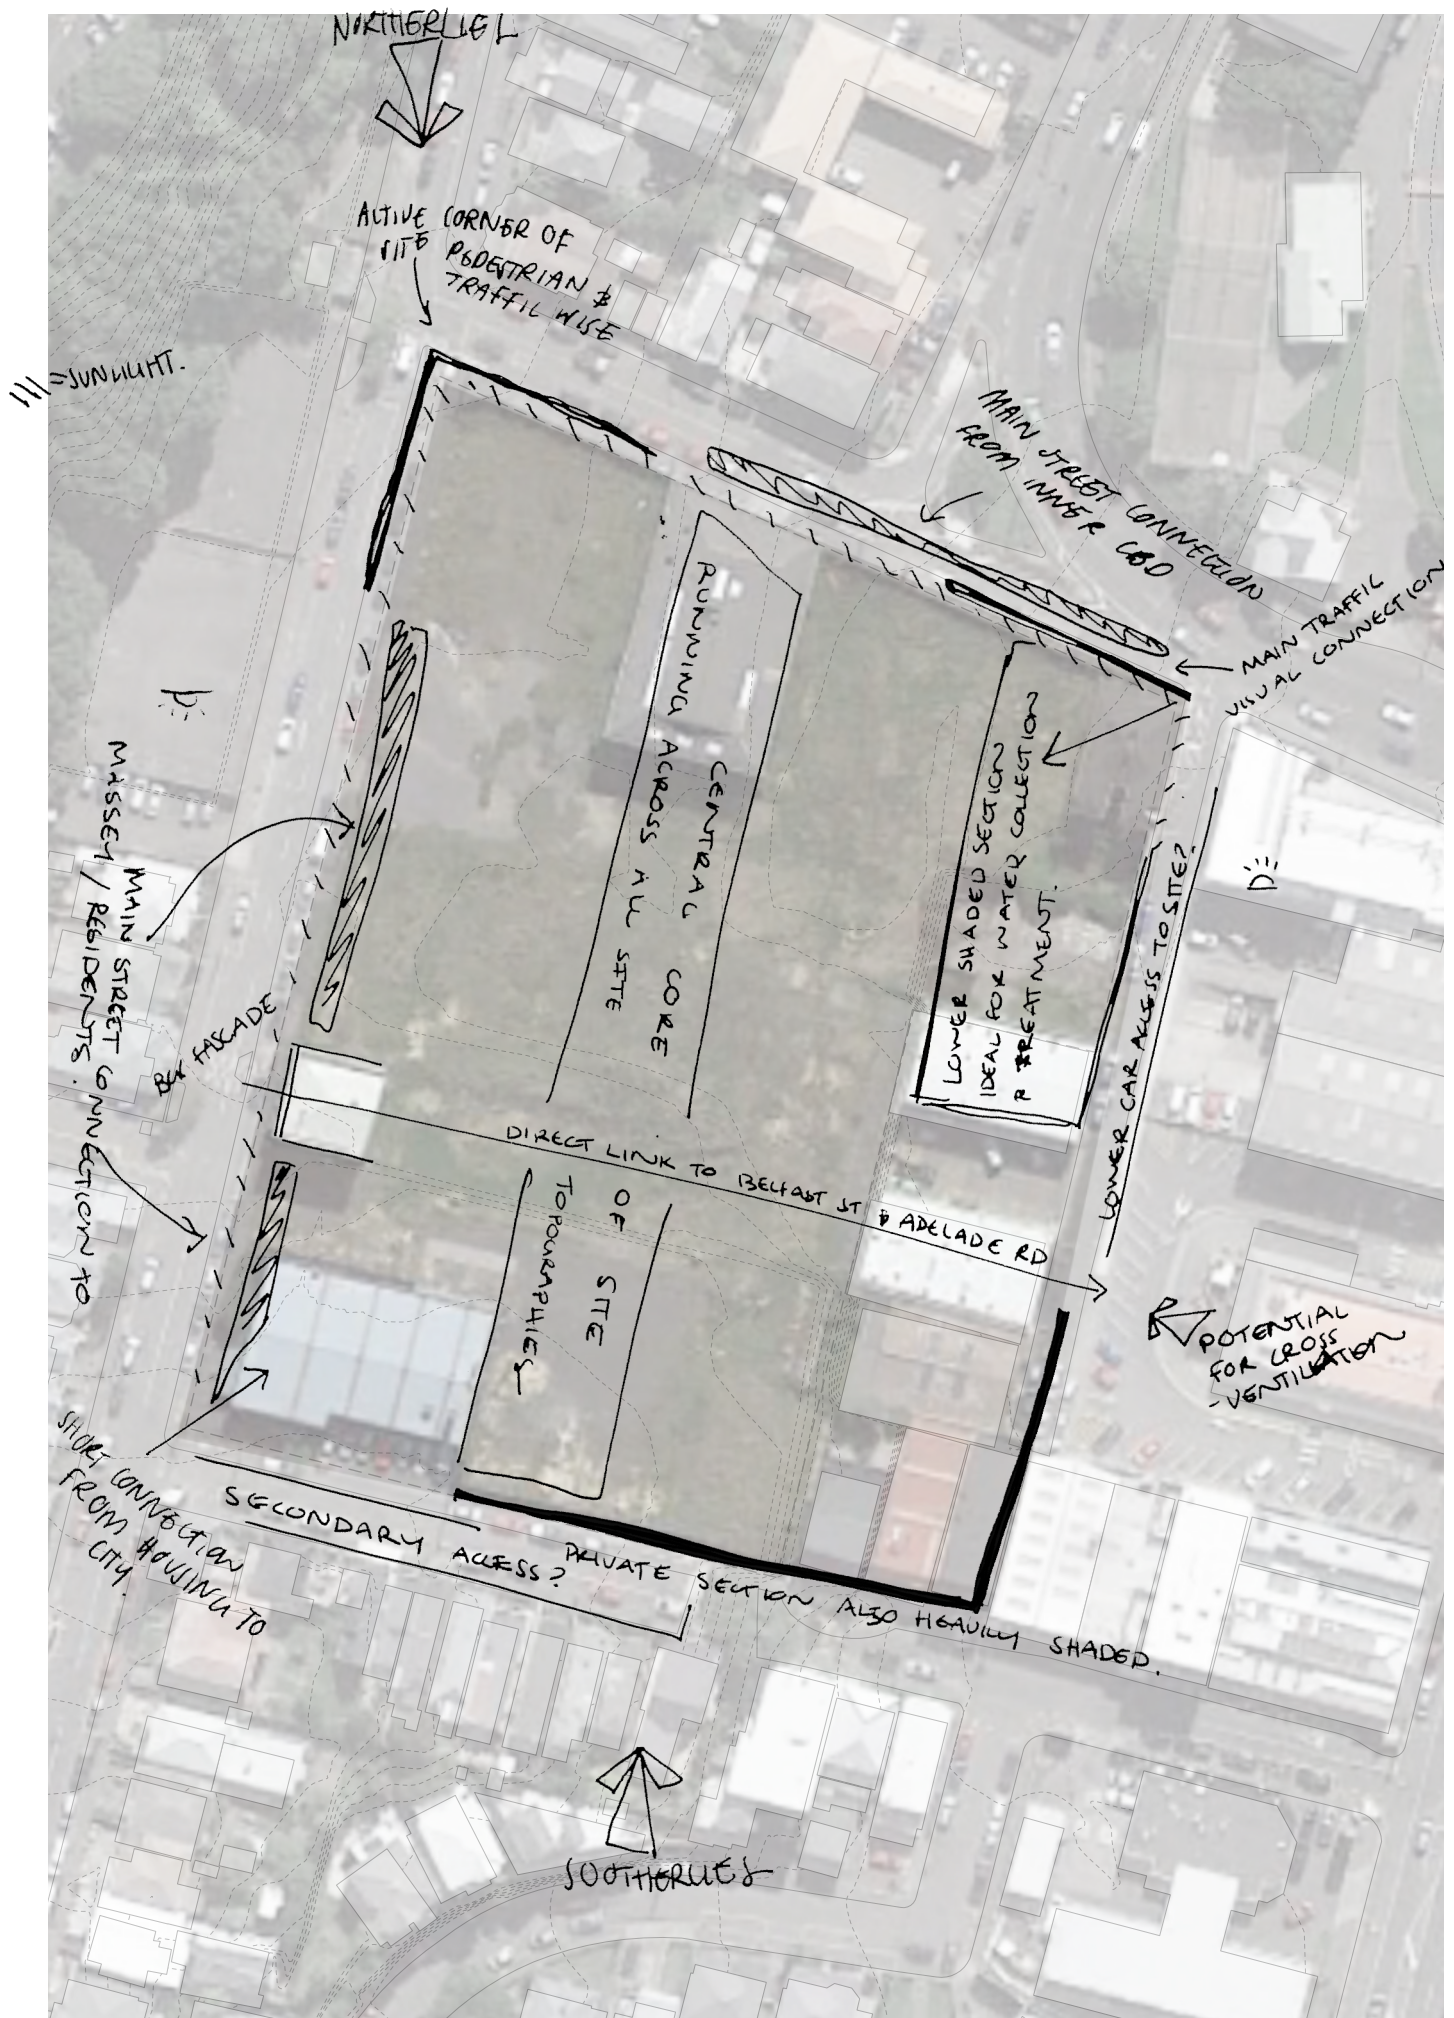 NORTHERLIES
ACTIVE CORNER OF
SITE PEDESTRIAN &
TRAFFIC WISE
= SUNLIGHT.
MAIN STREET CONNECTION
FROM INNER CBD
MAIN TRAFFIC
VISUAL CONNECTION
RUNNING ACROSS ALL SITE
CENTRAL CORE
OF SITE
TOPOGRAPHIES
LOWER SHADED SECTION
IDEAL FOR WATER COLLECTION
TREATMENT.
LOWER CAR ACCESS TO SITE?
MAIN STREET CONNECTION TO
MASSEY / RESIDENTS.
FASCADE
DIRECT LINK TO BELFAST ST & ADELADE RD
POTENTIAL
FOR CROSS
-VENTILATION
SHORT CONNECTION
FROM HOUSING TO
CITY
SECONDARY ACCESS?
PRIVATE SECTION ALSO HEAVILY SHADED.
SOUTHERLIES